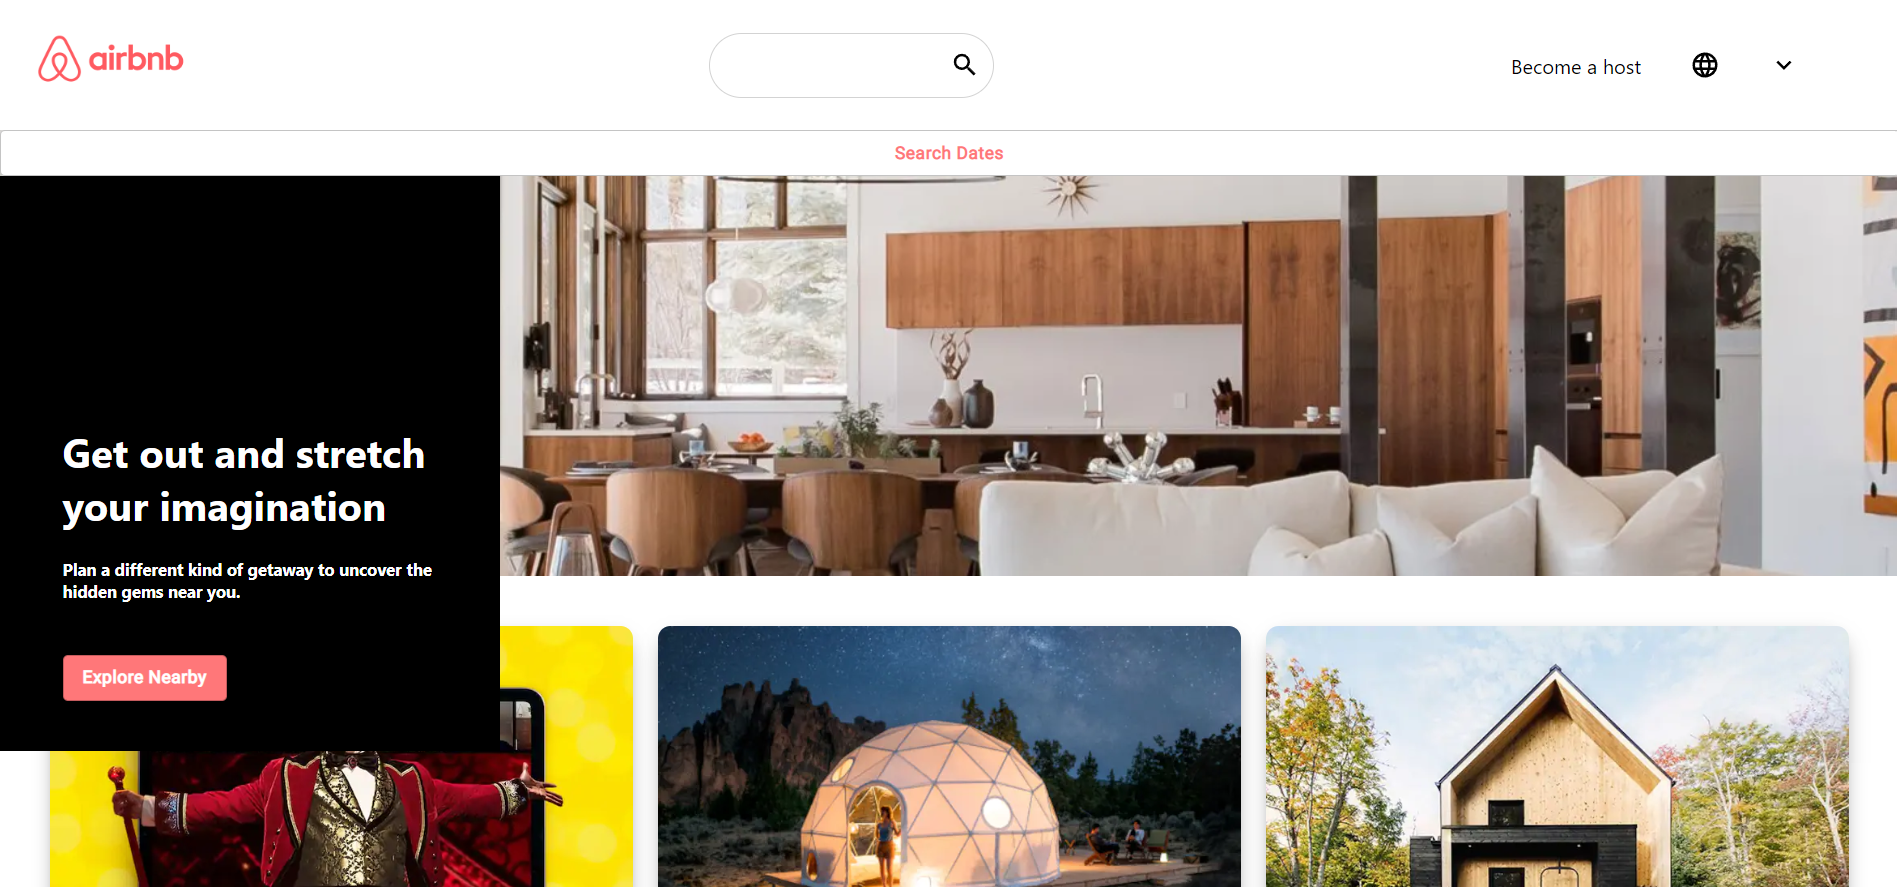 airbnb
Become a host
Search Dates
Get out and stretch
your imagination
Plan a different kind of getaway to uncover the
hidden gems near you.
Explore Nearby